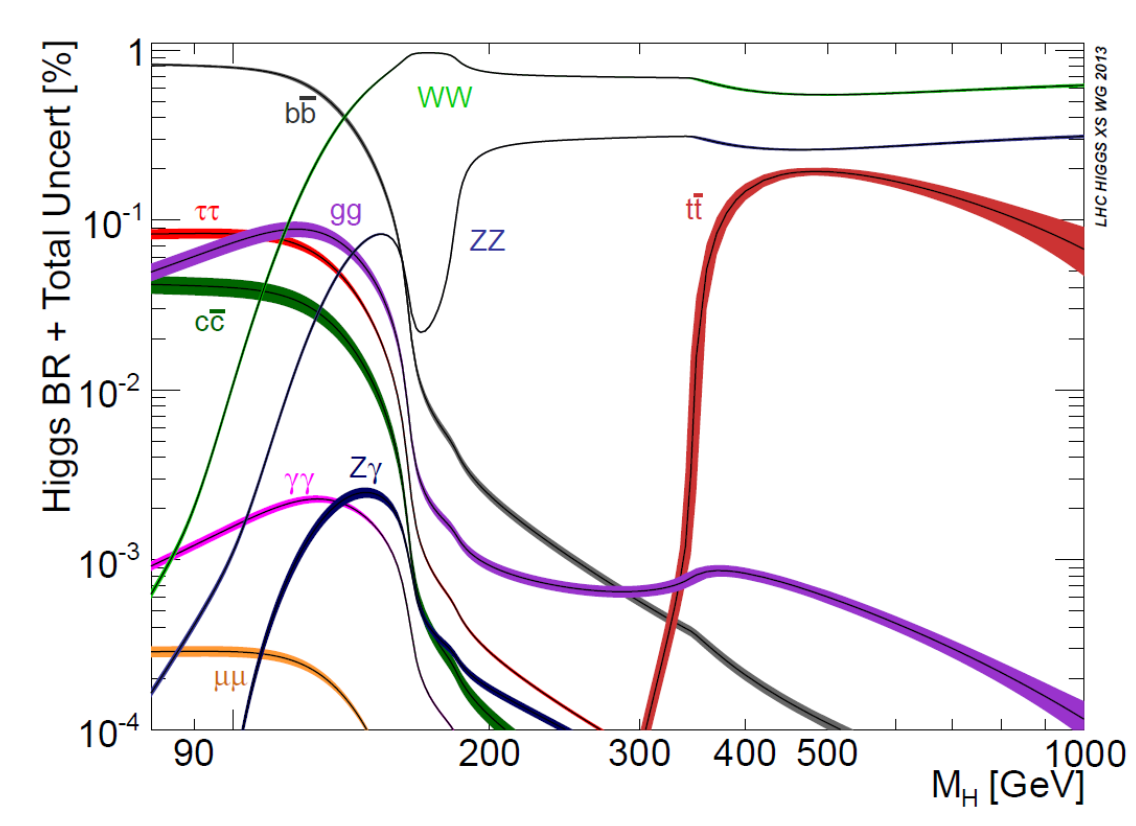 Higgs BR + Total Uncert [%]
1
10⁻¹
10⁻²
10⁻³
10⁻⁴
bb̅
WW
ττ
gg
ZZ
tt̅
cc̅
γγ
Zγ
μμ
LHC HIGGS XS WG 2013
90 200 300 400 500 1000
M_H [GeV]